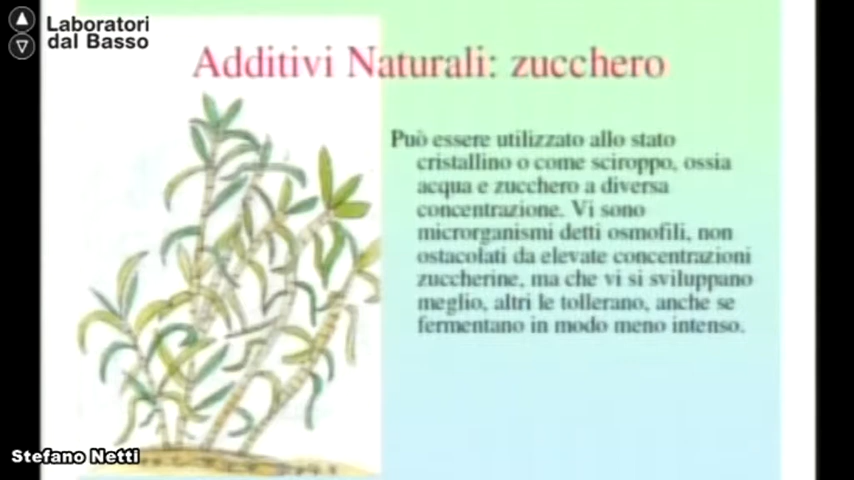 Laboratori
dal Basso
Additivi Naturali: zucchero
Può essere utilizzato allo stato
cristallino o come sciroppo, ossia
acqua e zucchero a diversa
concentrazione. Vi sono
microrganismi detti osmofili, non
ostacolati da elevate concentrazioni
zuccherine, ma che vi si sviluppano
meglio, altri le tollerano, anche se
fermentano in modo meno intenso.
Stefano Netti